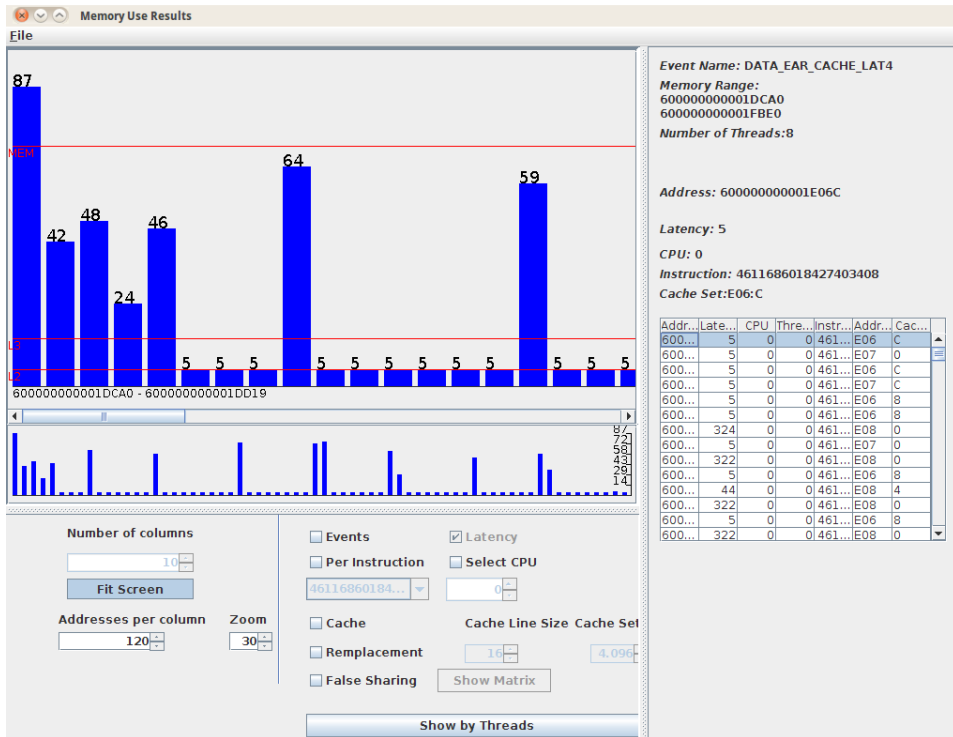 Memory Use Results
File
87
MEM
42
48
24
46
5 5 5
64
5 5 5 5 5 5
59
5 5 5
L3
L2
600000000001DCA0 - 600000000001DD19
87
72
58
43
29
14
Number of columns
10
Fit Screen
Addresses per column Zoom
120 30
Events Latency
Per Instruction Select CPU
46116860184... 0
Cache Cache Line Size Cache Set
Remplacement 16 4.096
False Sharing Show Matrix
Show by Threads
Event Name: DATA_EAR_CACHE_LAT4
Memory Range:
600000000001DCA0
600000000001FBE0
Number of Threads:8
Address: 600000000001E06C
Latency: 5
CPU: 0
Instruction: 4611686018427403408
Cache Set:E06:C
Addr... Late... CPU Thre... Instr... Addr... Cac...
600... 5 0 0 461... E06 C
600... 5 0 0 461... E07 0
600... 5 0 0 461... E06 C
600... 5 0 0 461... E07 C
600... 5 0 0 461... E06 8
600... 5 0 0 461... E06 8
600... 324 0 0 461... E08 0
600... 5 0 0 461... E07 0
600... 322 0 0 461... E08 0
600... 5 0 0 461... E06 8
600... 44 0 0 461... E08 4
600... 322 0 0 461... E08 0
600... 5 0 0 461... E06 8
600... 322 0 0 461... E08 0